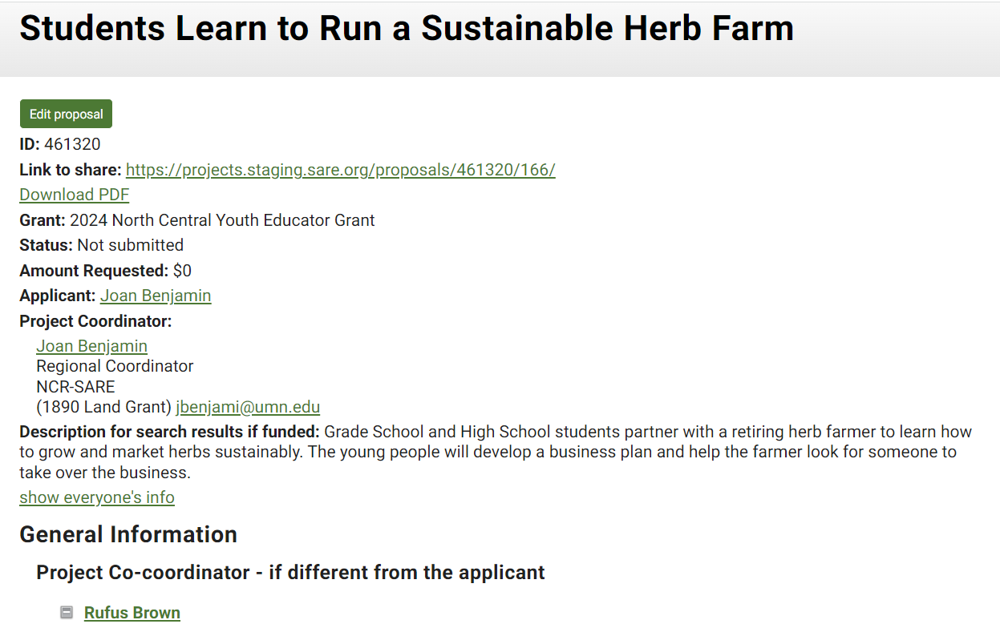 Students Learn to Run a Sustainable Herb Farm
Edit proposal
ID: 461320
Link to share: https://projects.staging.sare.org/proposals/461320/166/
Download PDF
Grant: 2024 North Central Youth Educator Grant
Status: Not submitted
Amount Requested: $0
Applicant: Joan Benjamin
Project Coordinator:
Joan Benjamin
Regional Coordinator
NCR-SARE
(1890 Land Grant) jbenjami@umn.edu
Description for search results if funded: Grade School and High School students partner with a retiring herb farmer to learn how
to grow and market herbs sustainably. The young people will develop a business plan and help the farmer look for someone to
take over the business.
show everyone's info
General Information
Project Co-coordinator - if different from the applicant
Rufus Brown